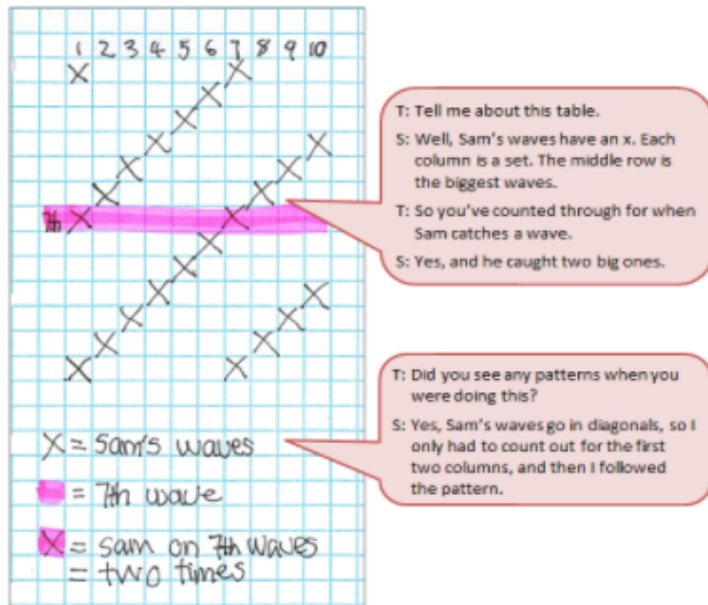 1 2 3 4 5 6 7 8 9 10
7th
X = Sam's waves
= 7th wave
X = Sam on 7th waves
= two times
T: Tell me about this table.
S: Well, Sam's waves have an x. Each
column is a set. The middle row is
the biggest waves.
T: So you've counted through for when
Sam catches a wave.
S: Yes, and he caught two big ones.
T: Did you see any patterns when you
were doing this?
S: Yes, Sam's waves go in diagonals, so I
only had to count out for the first
two columns, and then I followed
the pattern.